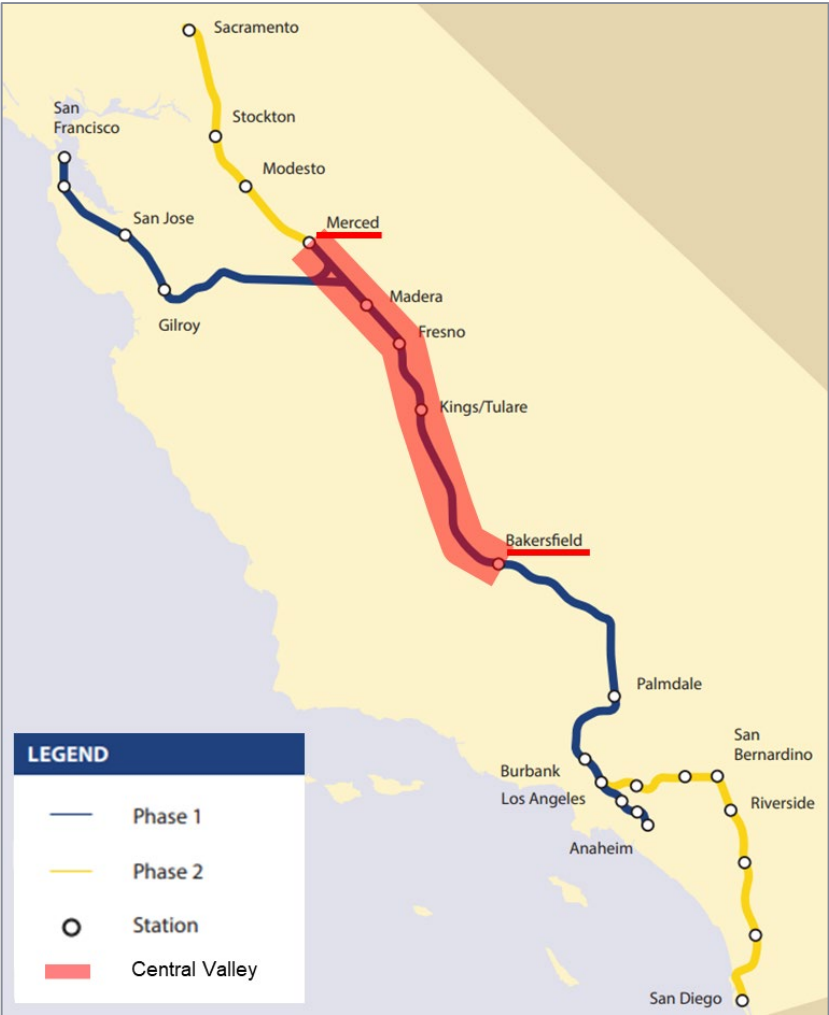 Sacramento
San
Francisco
Stockton
Modesto
San Jose
Merced
Gilroy
Madera
Fresno
Kings/Tulare
Bakersfield
Palmdale
San
Bernardino
Burbank
Los Angeles
Riverside
Anaheim
San Diego
LEGEND
Phase 1
Phase 2
Station
Central Valley